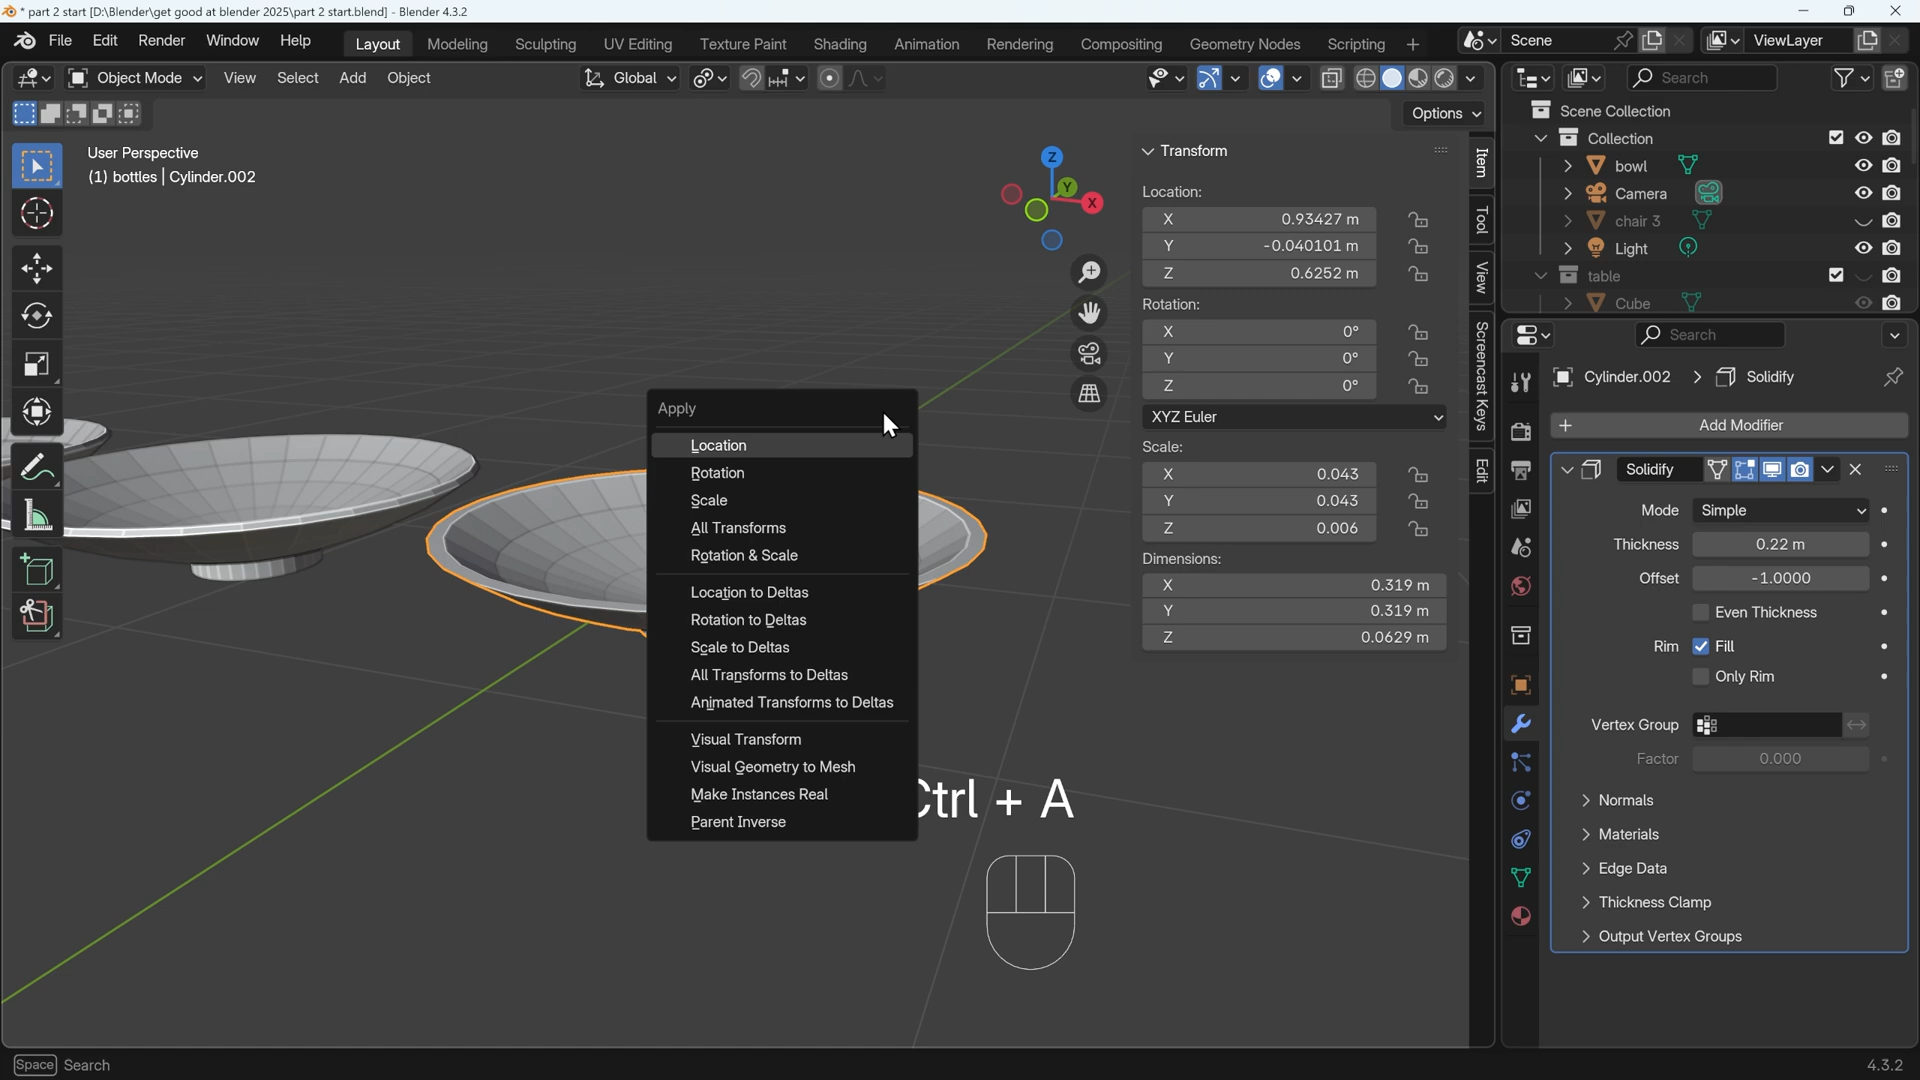 * part 2 start [D:\Blender\get good at blender 2025\part 2 start.blend] - Blender 4.3.2
File Edit Render Window Help
Layout Modeling Sculpting UV Editing Texture Paint Shading Animation Rendering Compositing Geometry Nodes Scripting +
Scene
ViewLayer
Object Mode View Select Add Object
Global
Options
User Perspective
(1) bottles | Cylinder.002
Z
Y
X
Apply
Location
Rotation
Scale
All Transforms
Rotation & Scale
Location to Deltas
Rotation to Deltas
Scale to Deltas
All Transforms to Deltas
Animated Transforms to Deltas
Visual Transform
Visual Geometry to Mesh
Make Instances Real
Parent Inverse
Ctrl + A
Transform
Location:
X 0.93427 m
Y -0.040101 m
Z 0.6252 m
Rotation:
X 0°
Y 0°
Z 0°
XYZ Euler
Scale:
X 0.043
Y 0.043
Z 0.006
Dimensions:
X 0.319 m
Y 0.319 m
Z 0.0629 m
Item
Tool
View
Screencast Keys
Edit
Search
Scene Collection
Collection
bowl
Camera
chair 3
Light
table
Cube
Search
Cylinder.002 > Solidify
+ Add Modifier
Solidify
Mode Simple
Thickness 0.22 m
Offset -1.0000
Even Thickness
Rim Fill
Only Rim
Vertex Group
Factor 0.000
Normals
Materials
Edge Data
Thickness Clamp
Output Vertex Groups
Space Search
4.3.2